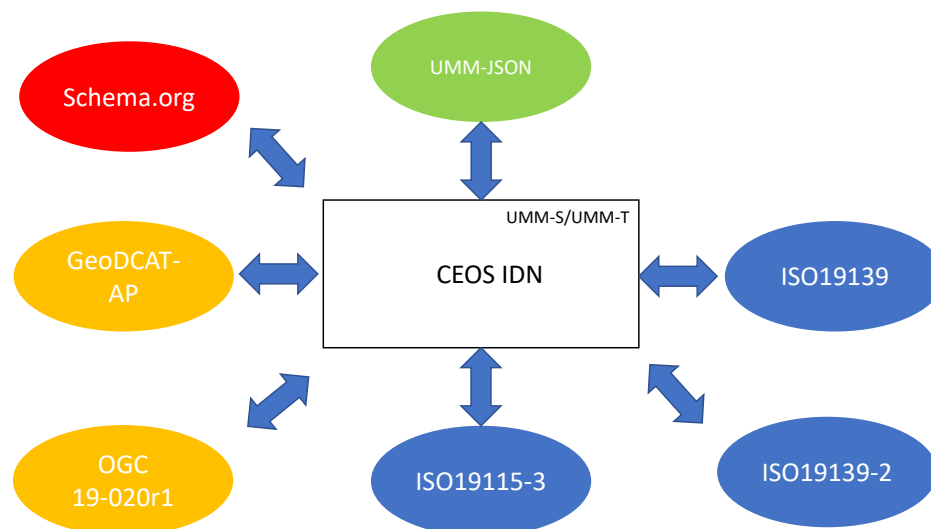 UMM-JSON
Schema.org
UMM-S/UMM-T
CEOS IDN
GeoDCAT-
AP
ISO19139
OGC
19-020r1
ISO19115-3
ISO19139-2